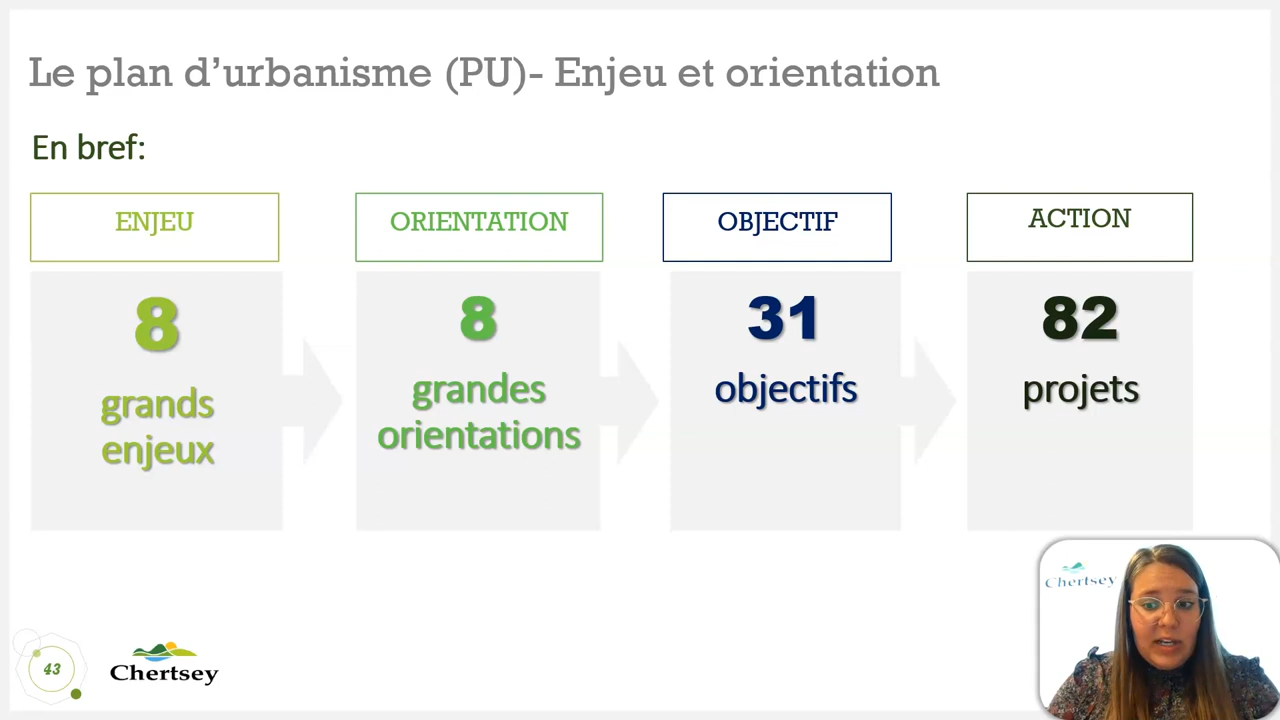 Le plan d’urbanisme (PU)- Enjeu et orientation
En bref:
ENJEU
ORIENTATION
OBJECTIF
ACTION
8
grands
enjeux
8
grandes
orientations
31
objectifs
82
projets
43
Chertsey
Chertsey